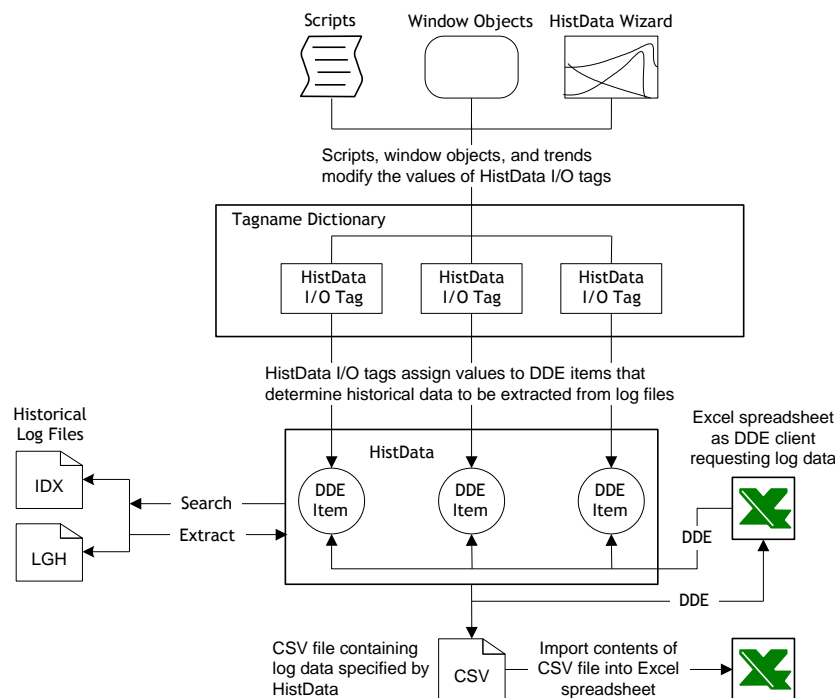 Scripts
Window Objects
HistData Wizard
Scripts, window objects, and trends
modify the values of HistData I/O tags
Tagname Dictionary
HistData
I/O Tag
HistData
I/O Tag
HistData
I/O Tag
HistData I/O tags assign values to DDE items that
determine historical data to be extracted from log files
Historical
Log Files
IDX
LGH
Search
Extract
HistData
DDE
Item
DDE
Item
DDE
Item
Excel spreadsheet
as DDE client
requesting log data
DDE
DDE
CSV file containing
log data specified by
HistData
CSV
Import contents of
CSV file into Excel
spreadsheet